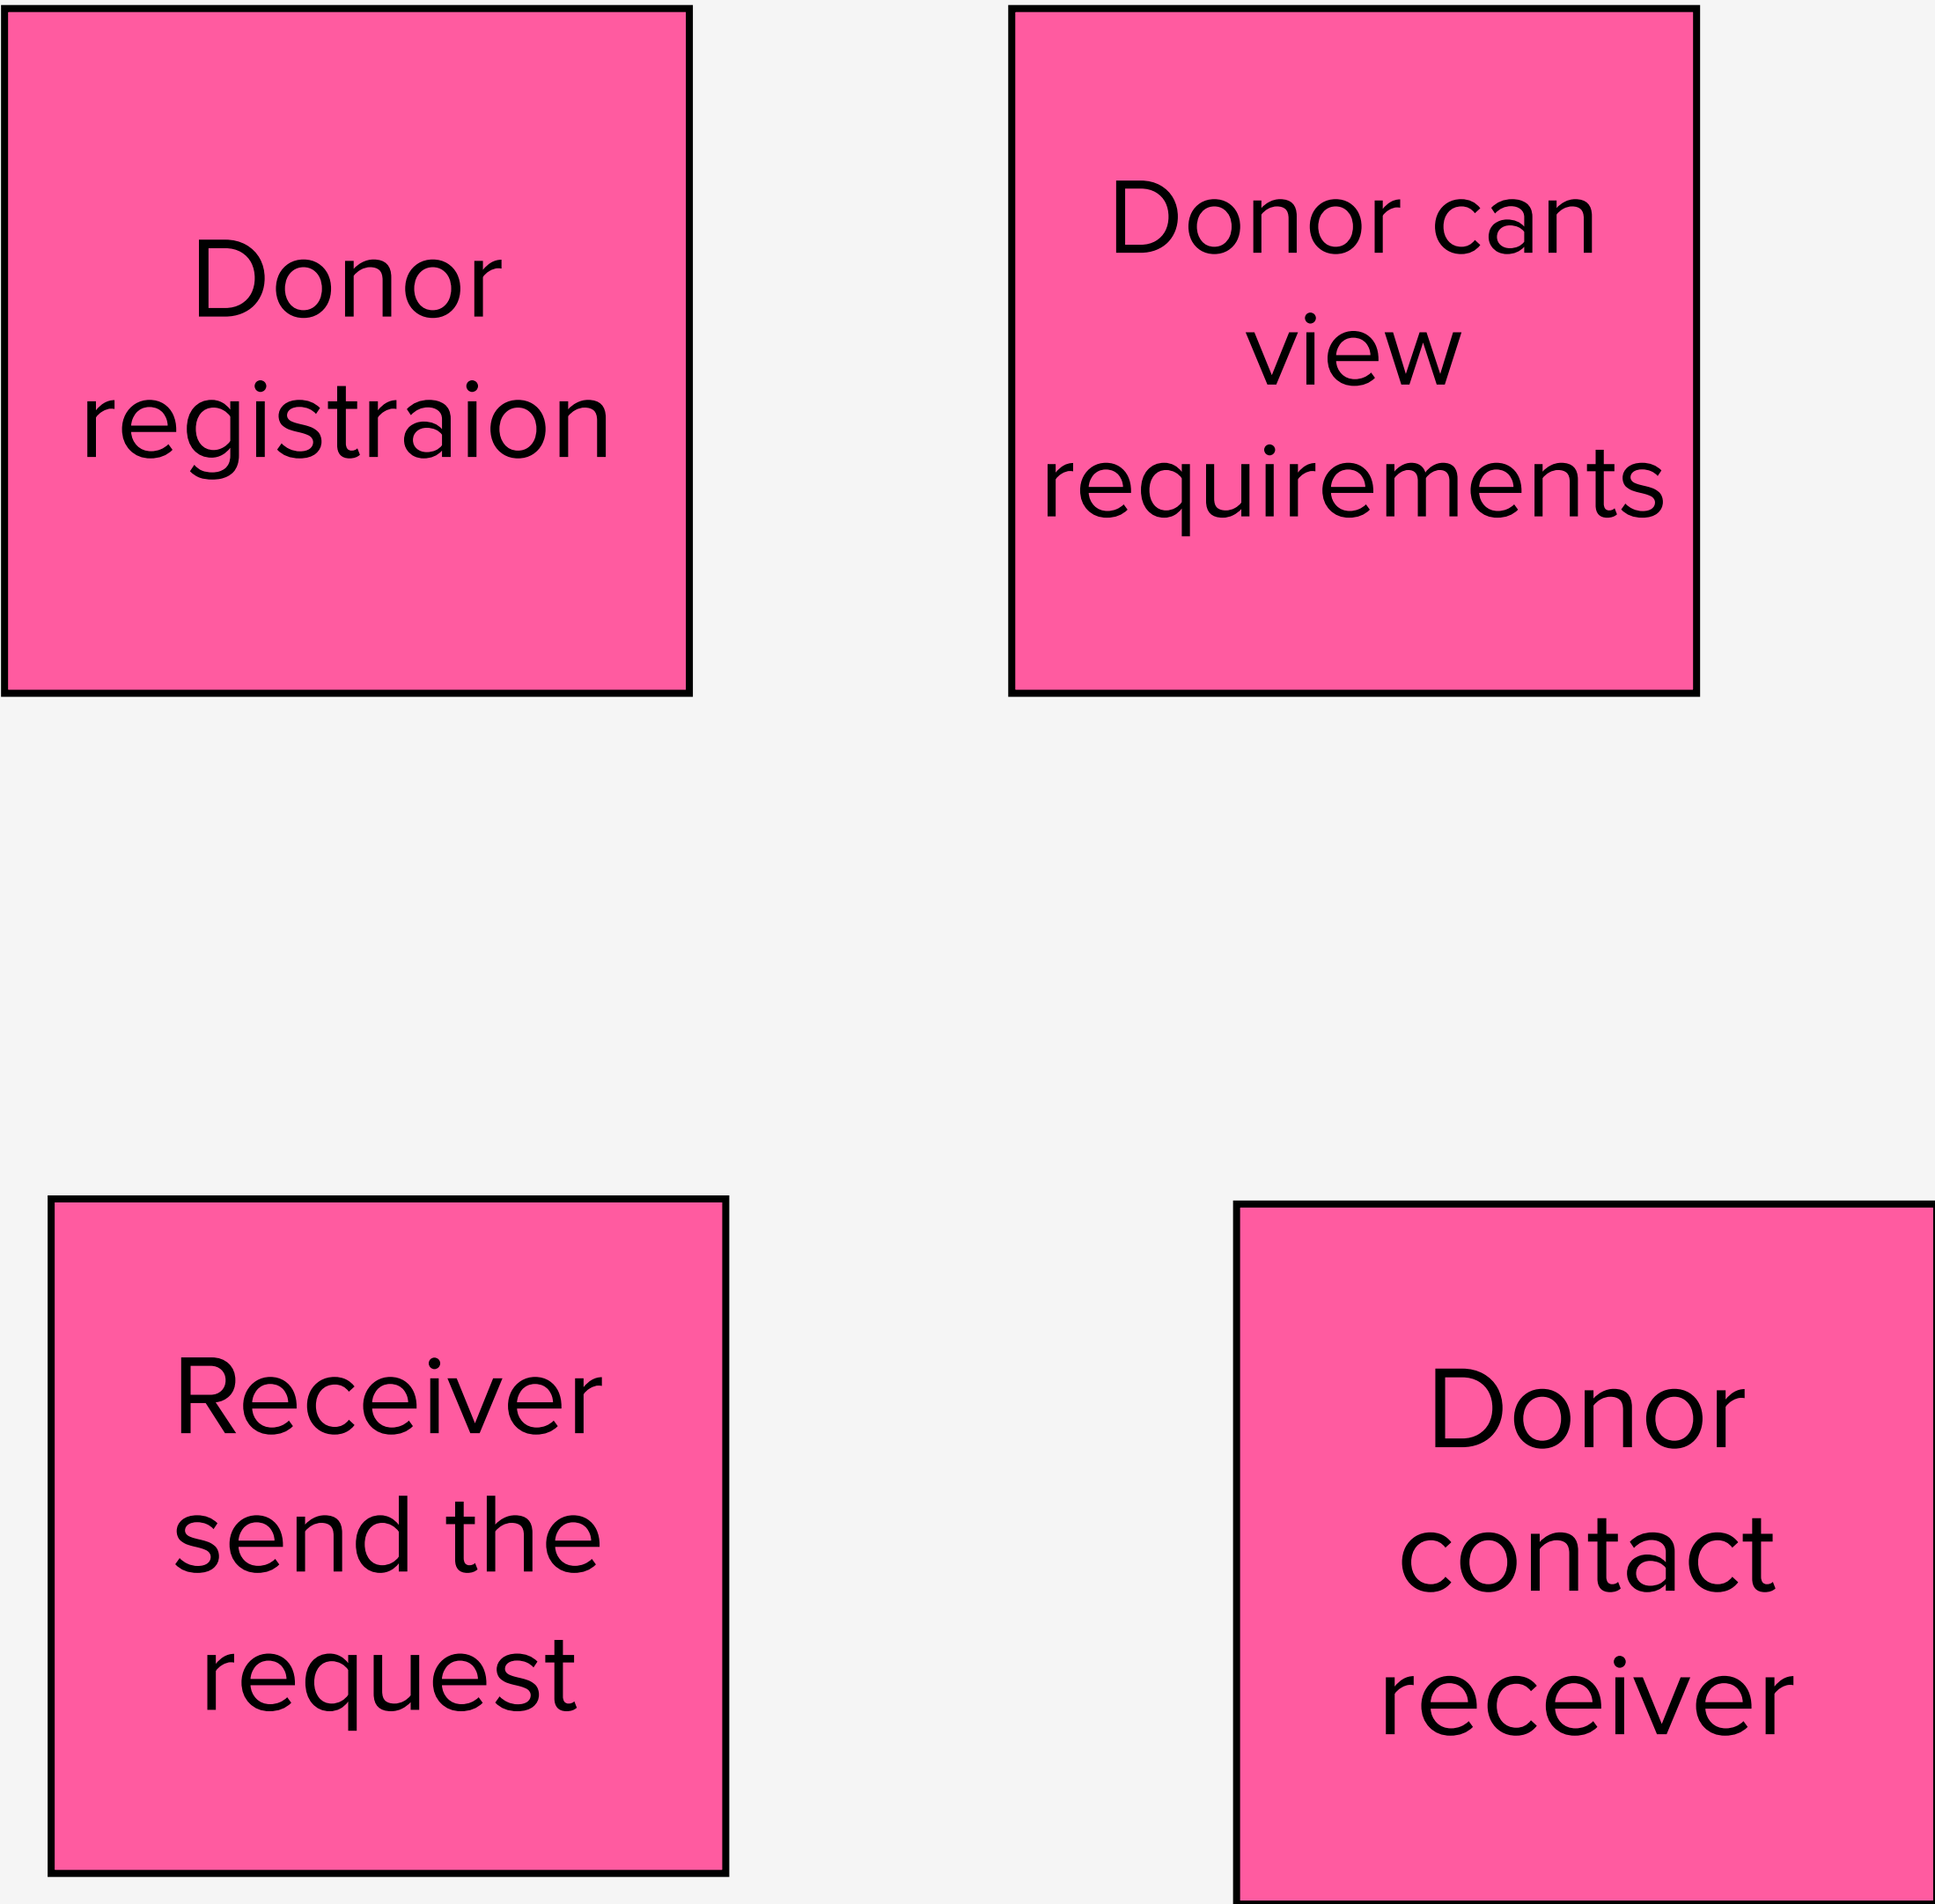 Donor
registraion
Donor can
view
requirements
Receiver
send the
request
Donor
contact
receiver